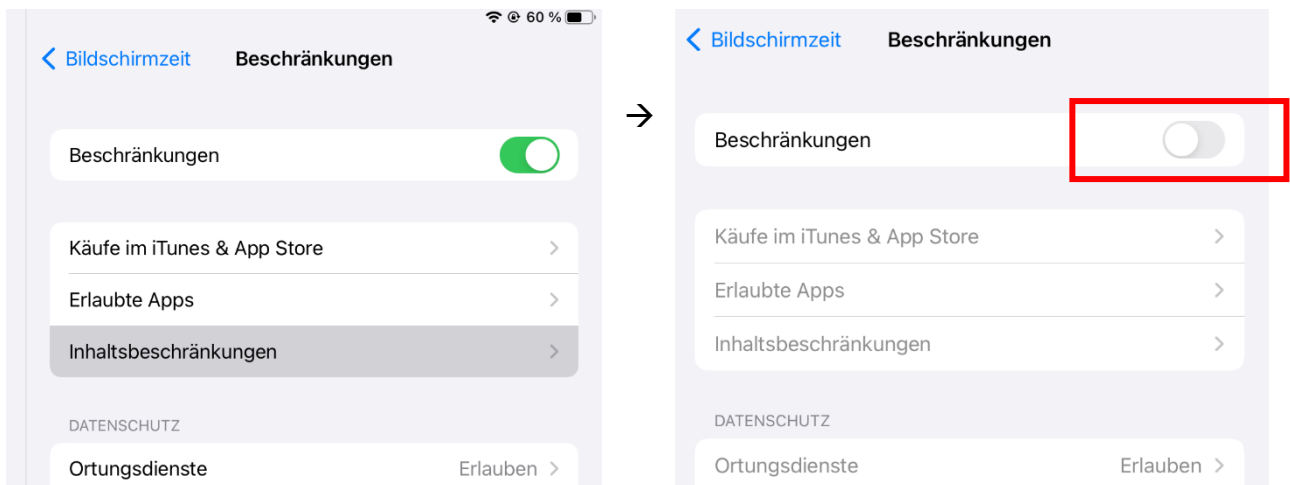 60 %
Bildschirmzeit Beschränkungen
Beschränkungen
Käufe im iTunes & App Store
Erlaubte Apps
Inhaltsbeschränkungen
DATENSCHUTZ
Ortungsdienste Erlauben
→
Bildschirmzeit Beschränkungen
Beschränkungen
Käufe im iTunes & App Store
Erlaubte Apps
Inhaltsbeschränkungen
DATENSCHUTZ
Ortungsdienste Erlauben